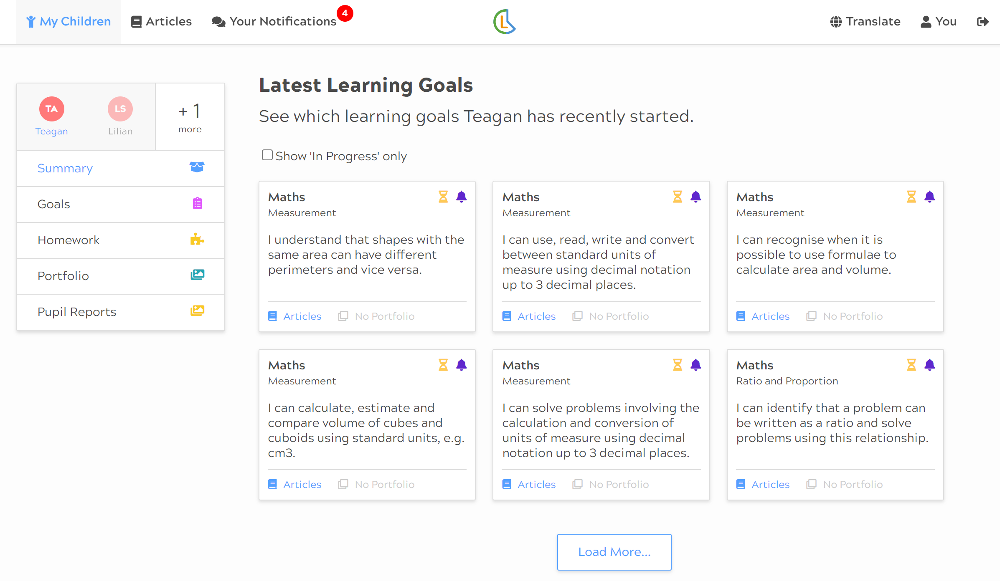 My Children
Articles
Your Notifications
4
L
Translate
You
TA
Teagan
LS
Lilian
+ 1
more
Summary
Goals
Homework
Portfolio
Pupil Reports
Latest Learning Goals
See which learning goals Teagan has recently started.
Show 'In Progress' only
Maths
Measurement
I understand that shapes with the
same area can have different
perimeters and vice versa.
Articles
No Portfolio
Maths
Measurement
I can use, read, write and convert
between standard units of
measure using decimal notation
up to 3 decimal places.
Articles
No Portfolio
Maths
Measurement
I can recognise when it is
possible to use formulae to
calculate area and volume.
Articles
No Portfolio
Maths
Measurement
I can calculate, estimate and
compare volume of cubes and
cuboids using standard units, e.g.
cm3.
Articles
No Portfolio
Maths
Measurement
I can solve problems involving the
calculation and conversion of
units of measure using decimal
notation up to 3 decimal places.
Articles
No Portfolio
Maths
Ratio and Proportion
I can identify that a problem can
be written as a ratio and solve
problems using this relationship.
Articles
No Portfolio
Load More...